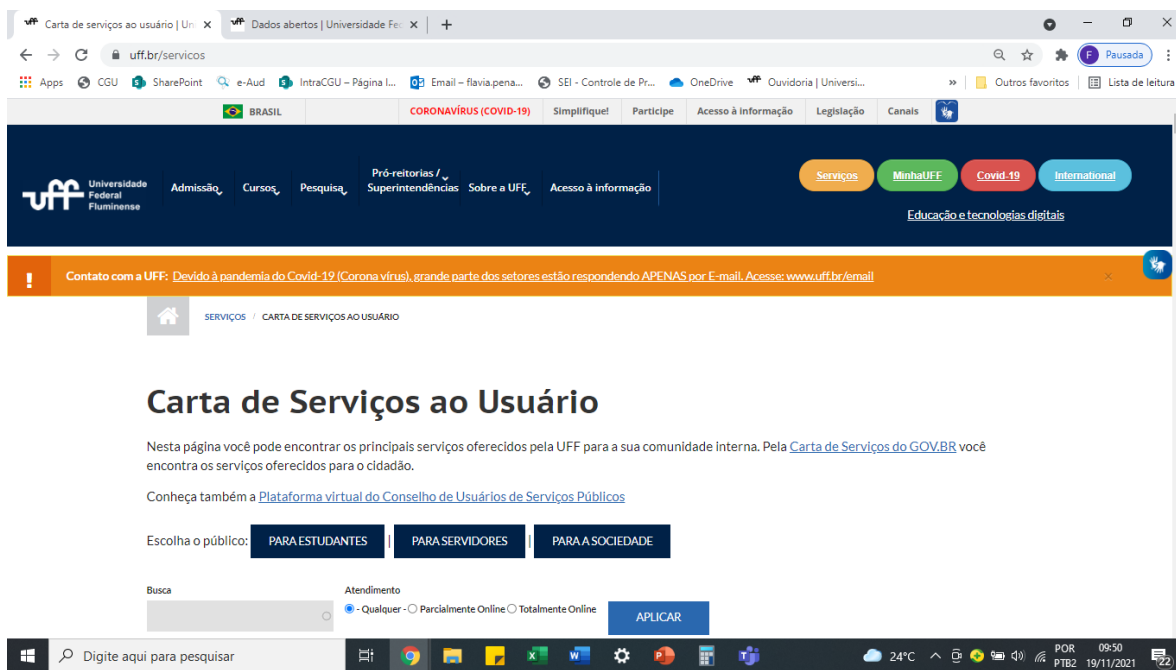 uff Carta de serviços ao usuário | Un
uff Dados abertos | Universidade Fec
uff.br/servicos
F Pausada
Apps CGU SharePoint e-Aud IntraCGU – Página I... Email – flavia.pena... SEI - Controle de Pr... OneDrive uff Ouvidoria | Universi... » Outros favoritos Lista de leitura
BRASIL CORONAVÍRUS (COVID-19) Simplifique! Participe Acesso à informação Legislação Canais
uff Universidade
Federal
Fluminense
Admissão Cursos Pesquisa Pró-reitorias /
Superintendências Sobre a UFF Acesso à informação
Serviços MinhaUFF Covid-19 International
Educação e tecnologias digitais
! Contato com a UFF: Devido à pandemia do Covid-19 (Corona vírus), grande parte dos setores estão respondendo APENAS por E-mail. Acesse: www.uff.br/email ×
SERVIÇOS / CARTA DE SERVIÇOS AO USUÁRIO
Carta de Serviços ao Usuário
Nesta página você pode encontrar os principais serviços oferecidos pela UFF para a sua comunidade interna. Pela Carta de Serviços do GOV.BR você
encontra os serviços oferecidos para o cidadão.
Conheça também a Plataforma virtual do Conselho de Usuários de Serviços Públicos
Escolha o público: PARA ESTUDANTES | PARA SERVIDORES | PARA A SOCIEDADE
Busca Atendimento
- Qualquer - Parcialmente Online Totalmente Online APLICAR
Digite aqui para pesquisar 24°C POR 09:50
PTB2 19/11/2021 22